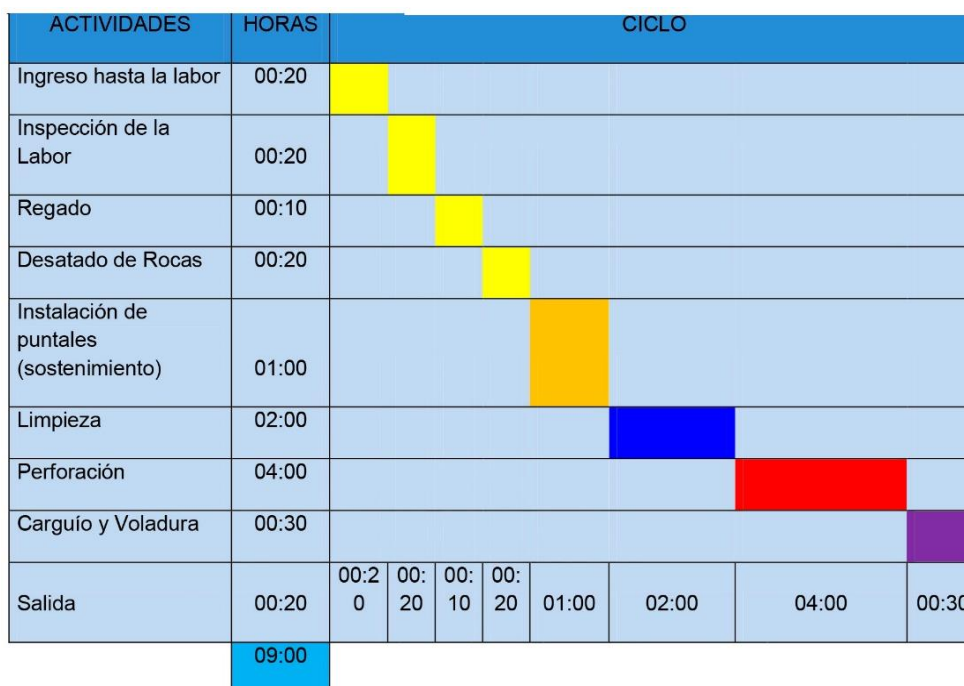 ACTIVIDADES HORAS CICLO
Ingreso hasta la labor 00:20
Inspección de la
Labor 00:20
Regado 00:10
Desatado de Rocas 00:20
Instalación de
puntales
(sostenimiento) 01:00
Limpieza 02:00
Perforación 04:00
Carguío y Voladura 00:30
00:2 00: 00: 00:
Salida 00:20 0 20 10 20 01:00 02:00 04:00 00:30
09:00